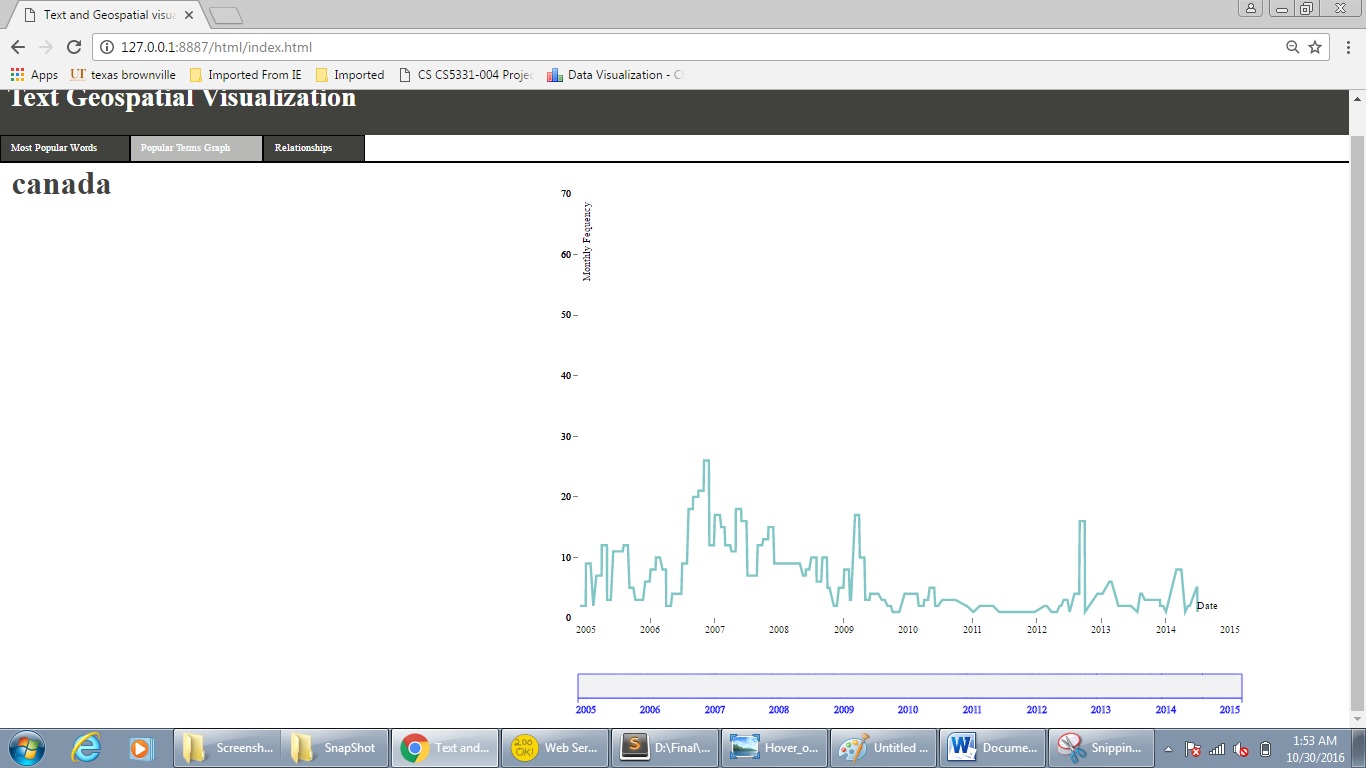 Text and Geospatial visu
127.0.0.1:8887/html/index.html
Apps UT texas brownville Imported From IE Imported CS CS5331-004 Projec Data Visualization - C
Text Geospatial Visualization
Most Popular Words Popular Terms Graph Relationships
canada
70
Monthly Fequency
60
50
40
30
20
10
0
Date
2005 2006 2007 2008 2009 2010 2011 2012 2013 2014 2015
2005 2006 2007 2008 2009 2010 2011 2012 2013 2014 2015
Screensh... SnapShot Text and... 200 OK! Web Ser... S D:\Final\... Hover_o... Untitled ... W Docume... Snippin... 1:53 AM
10/30/2016